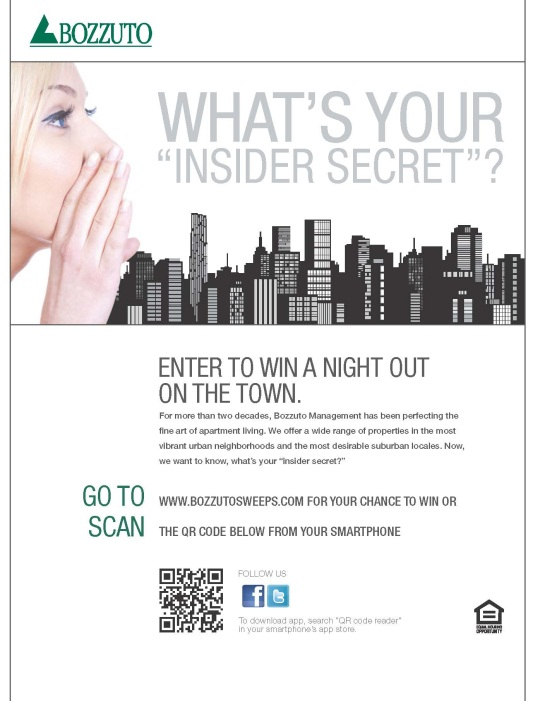 BOZZUTO
WHAT'S YOUR
"INSIDER SECRET"?
ENTER TO WIN A NIGHT OUT
ON THE TOWN.
For more than two decades, Bozzuto Management has been perfecting the
fine art of apartment living. We offer a wide range of properties in the most
vibrant urban neighborhoods and the most desirable suburban locales. Now,
we want to know, what's your "insider secret?"
GO TO WWW.BOZZUTOSWEEPS.COM FOR YOUR CHANCE TO WIN OR
SCAN THE QR CODE BELOW FROM YOUR SMARTPHONE
FOLLOW US
f t
To download app, search "QR code reader"
in your smartphone's app store.
EQUAL HOUSING
OPPORTUNITY